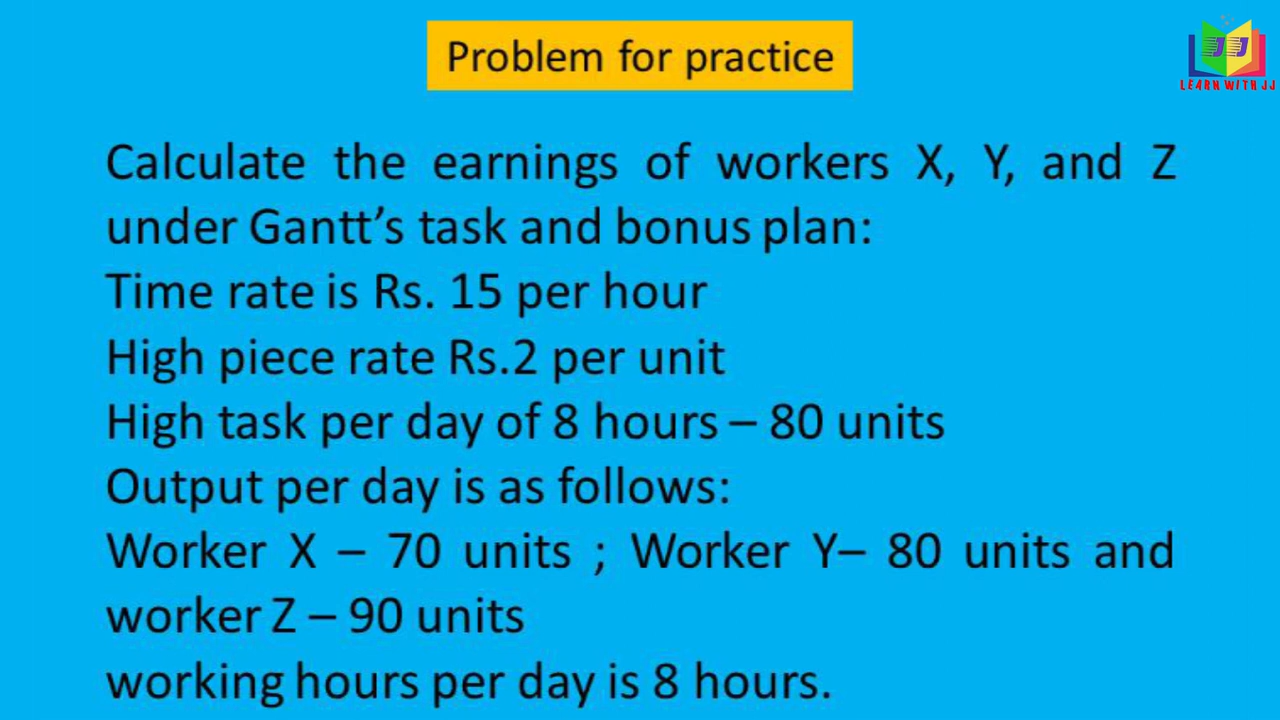 Problem for practice
JJ
LEARN WITH JJ
Calculate the earnings of workers X, Y, and Z
under Gantt’s task and bonus plan:
Time rate is Rs. 15 per hour
High piece rate Rs.2 per unit
High task per day of 8 hours – 80 units
Output per day is as follows:
Worker X – 70 units ; Worker Y– 80 units and
worker Z – 90 units
working hours per day is 8 hours.